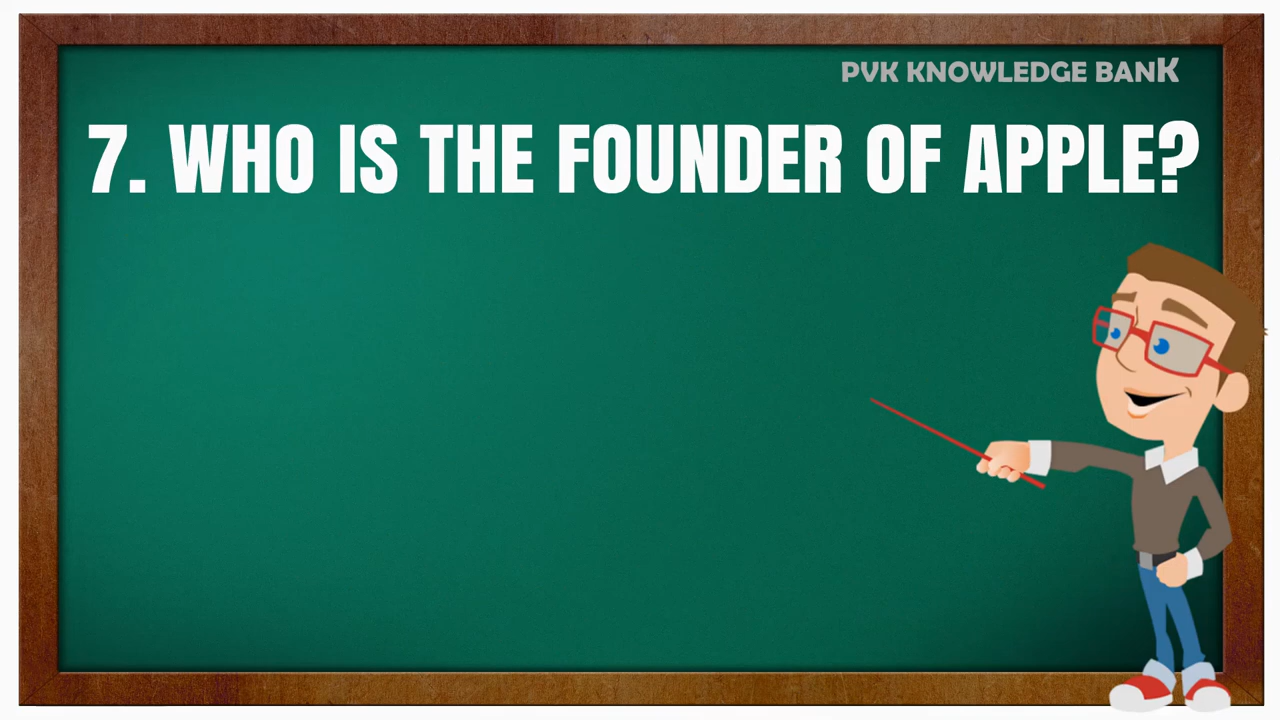 PVK KNOWLEDGE BANK
7. WHO IS THE FOUNDER OF APPLE?